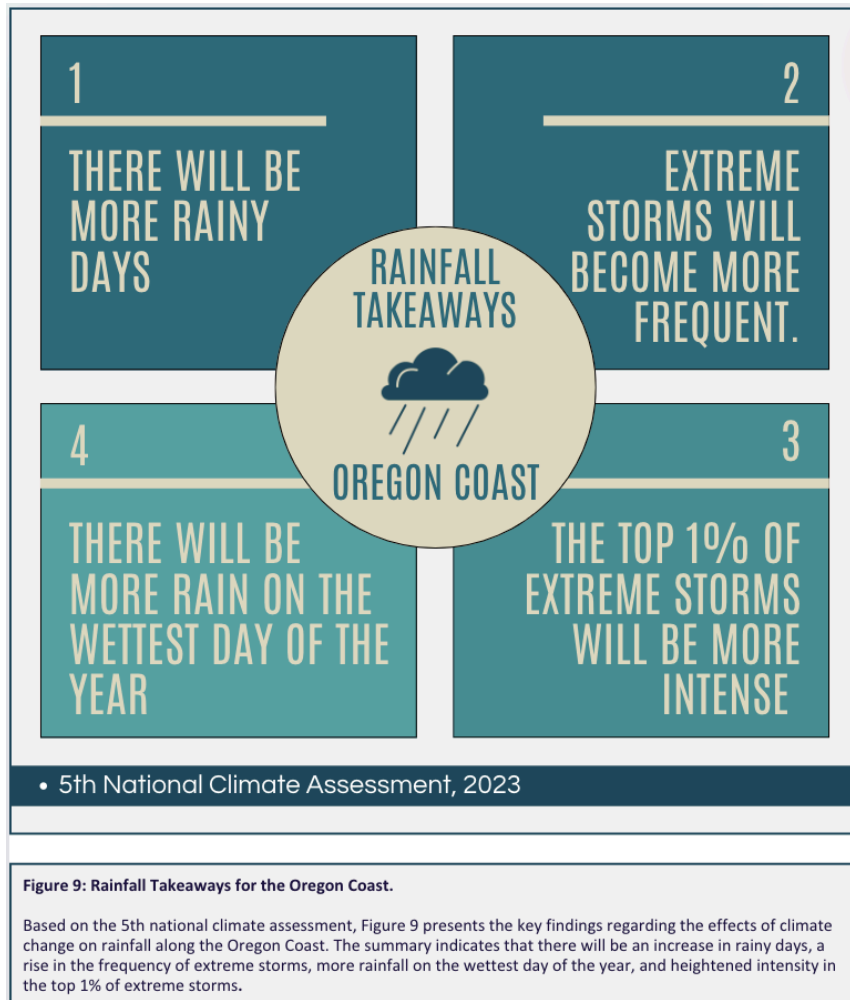 1
THERE WILL BE
MORE RAINY
DAYS
2
EXTREME
STORMS WILL
BECOME MORE
FREQUENT.
RAINFALL
TAKEAWAYS
OREGON COAST
3
THE TOP 1% OF
EXTREME STORMS
WILL BE MORE
INTENSE
4
THERE WILL BE
MORE RAIN ON THE
WETTEST DAY OF THE
YEAR
• 5th National Climate Assessment, 2023
Figure 9: Rainfall Takeaways for the Oregon Coast.
Based on the 5th national climate assessment, Figure 9 presents the key findings regarding the effects of climate
change on rainfall along the Oregon Coast. The summary indicates that there will be an increase in rainy days, a
rise in the frequency of extreme storms, more rainfall on the wettest day of the year, and heightened intensity in
the top 1% of extreme storms.